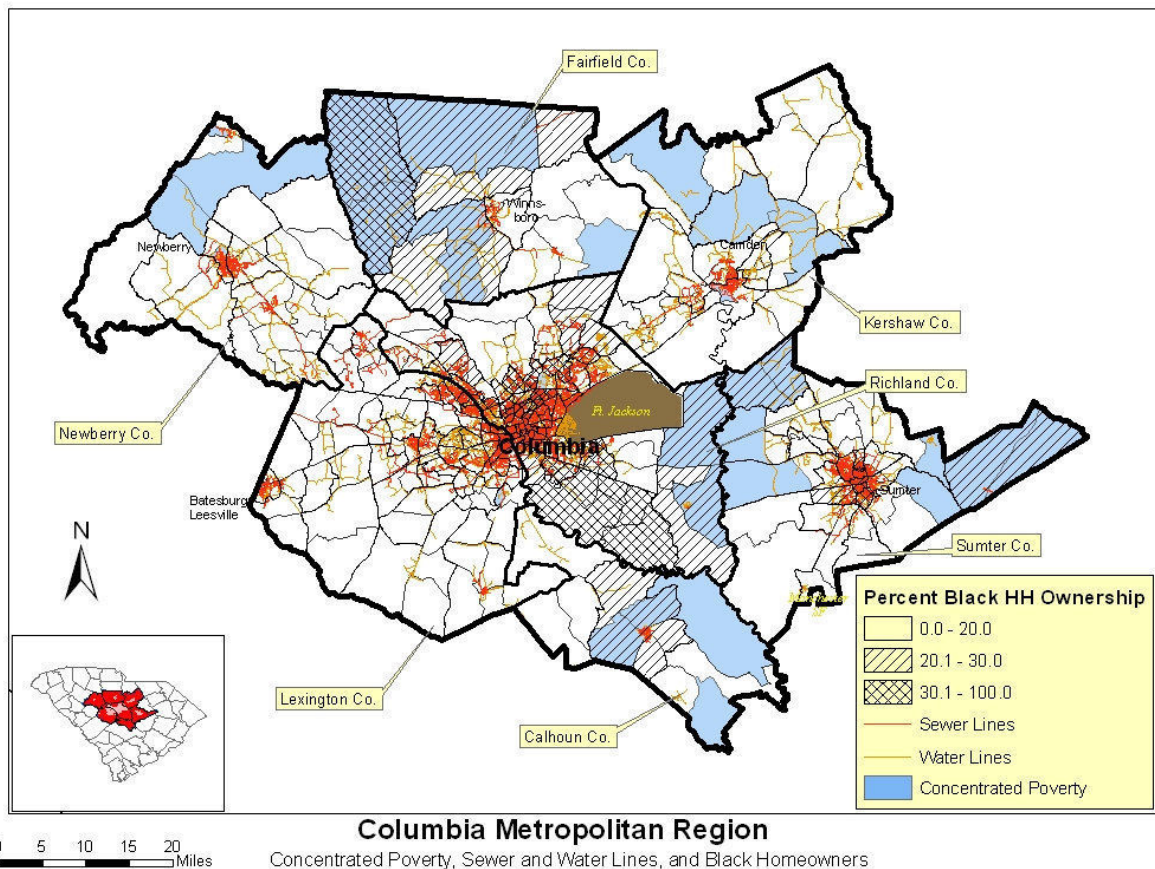 Fairfield Co.
Winns-
boro
Newberry
Camden
Kershaw Co.
Richland Co.
Ft. Jackson
Newberry Co.
Columbia
Batesburg
Leesville
Sumter
N
Sumter Co.
Percent Black HH Ownership
0.0 - 20.0
20.1 - 30.0
30.1 - 100.0
Sewer Lines
Water Lines
Concentrated Poverty
Lexington Co.
Calhoun Co.
Columbia Metropolitan Region
0 5 10 15 20
Miles
Concentrated Poverty, Sewer and Water Lines, and Black Homeowners